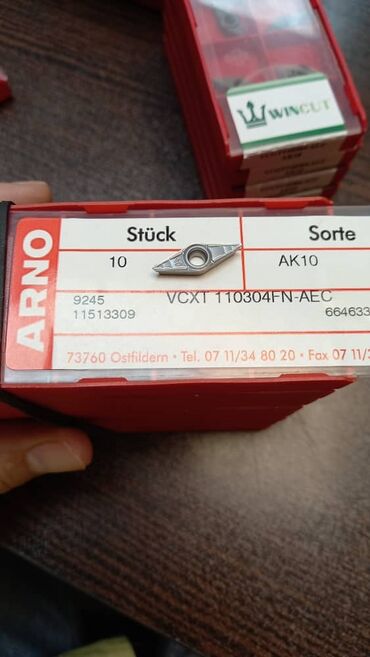 WINCUT
ARNO
Stück Sorte
10 AK10
9245 VCXT 110304FN-AEC
11513309 664633
73760 Ostfildern • Tel. 07 11/34 80 20 • Fax 07 11/